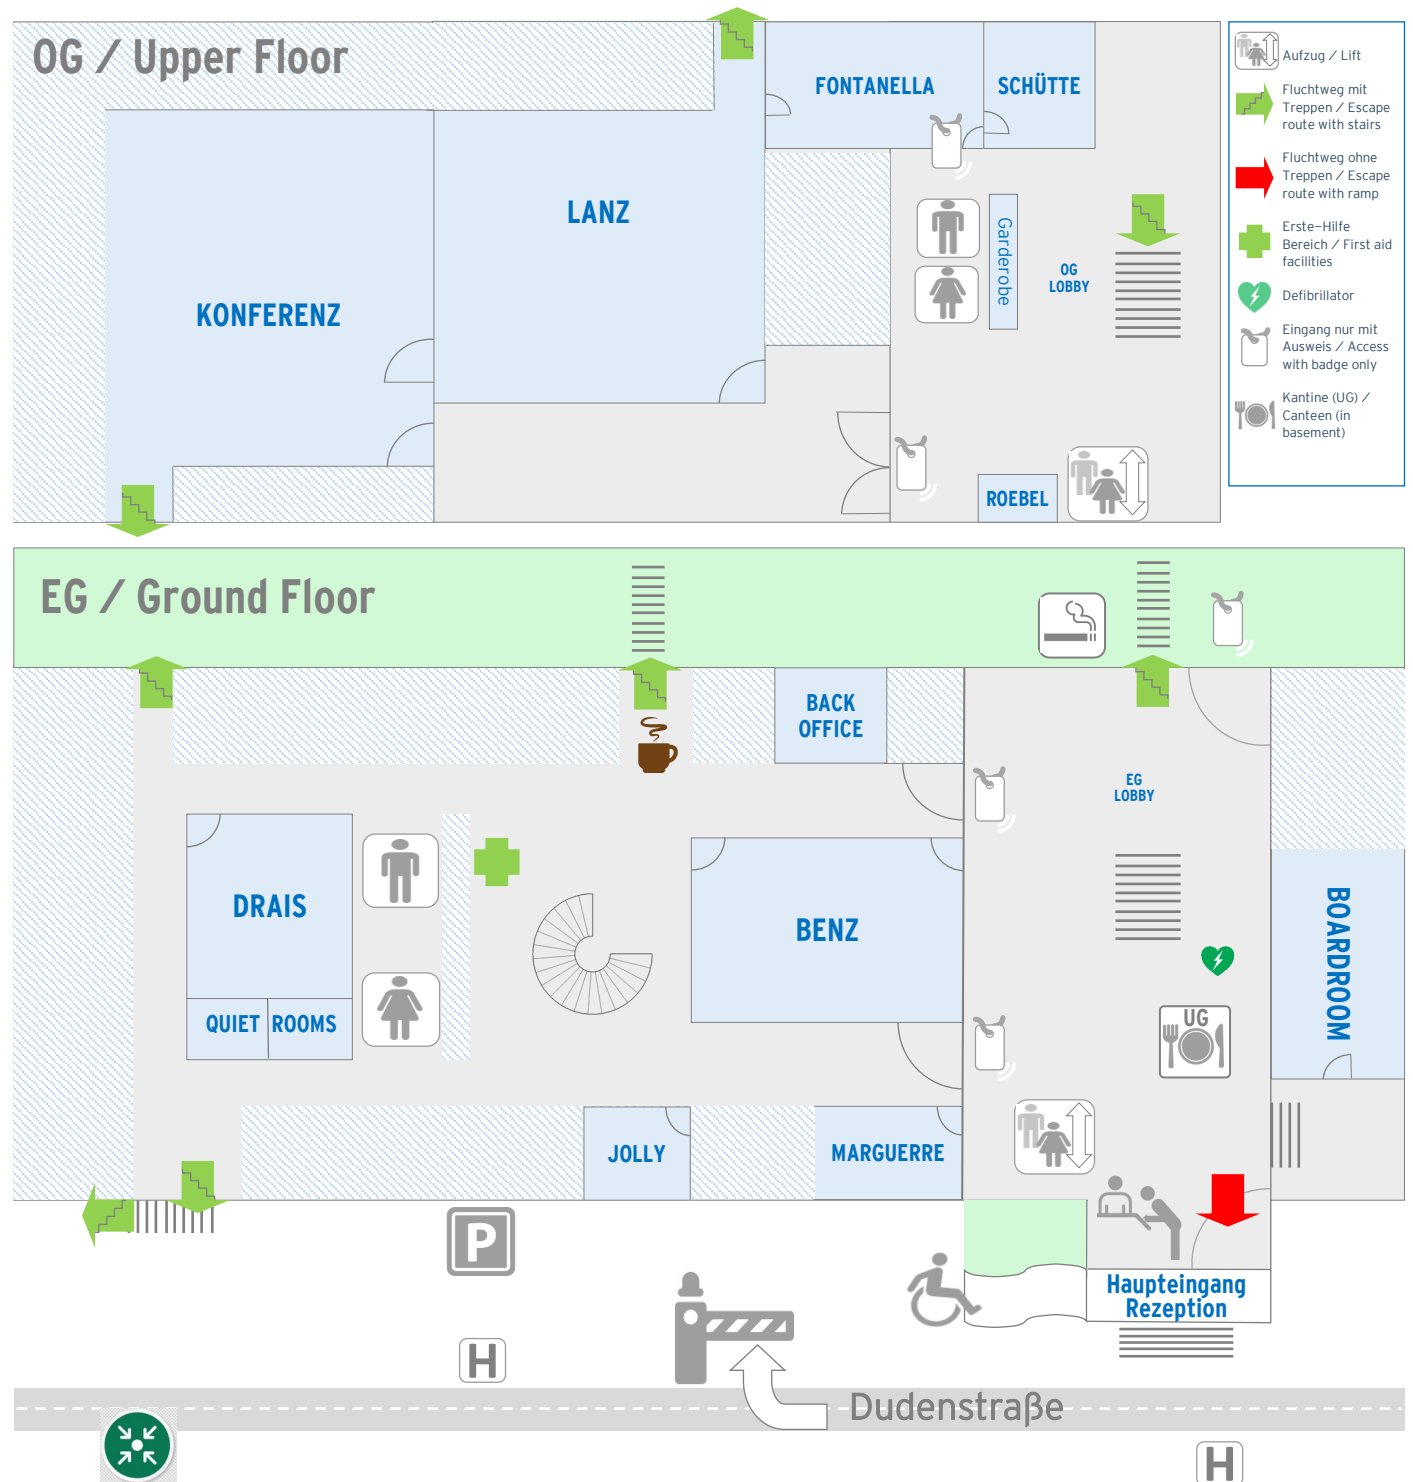 OG / Upper Floor
FONTANELLA
SCHÜTTE
LANZ
KONFERENZ
Garderobe
OG
LOBBY
ROEBEL
Aufzug / Lift
Fluchtweg mit
Treppen / Escape
route with stairs
Fluchtweg ohne
Treppen / Escape
route with ramp
Erste-Hilfe
Bereich / First aid
facilities
Defibrillator
Eingang nur mit
Ausweis / Access
with badge only
Kantine (UG) /
Canteen (in
basement)
EG / Ground Floor
BACK
OFFICE
EG
LOBBY
DRAIS
BENZ
BOARDROOM
QUIET ROOMS
UG
JOLLY
MARGUERRE
P
Haupteingang
Rezeption
H
Dudenstraße
H